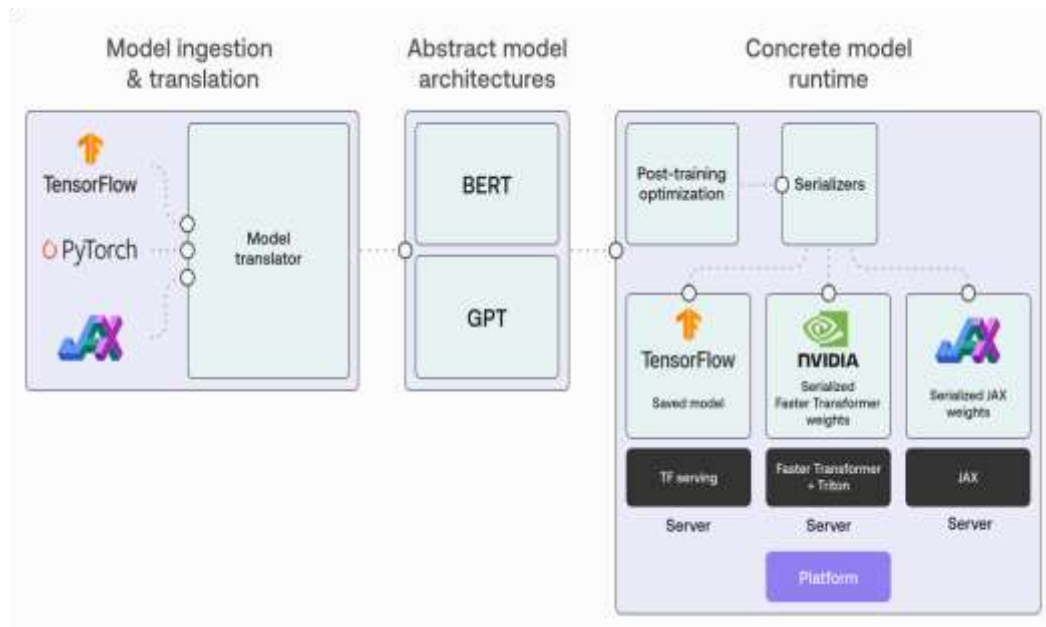 Model ingestion
& translation
Abstract model
architectures
Concrete model
runtime
TensorFlow
PyTorch
JAX
Model
translator
BERT
GPT
Post-training
optimization
Serializers
TensorFlow
Saved model
NVIDIA
Serialized
Faster Transformer
weights
JAX
Serialized JAX
weights
TF serving
Faster Transformer
+ Triton
JAX
Server
Server
Server
Platform